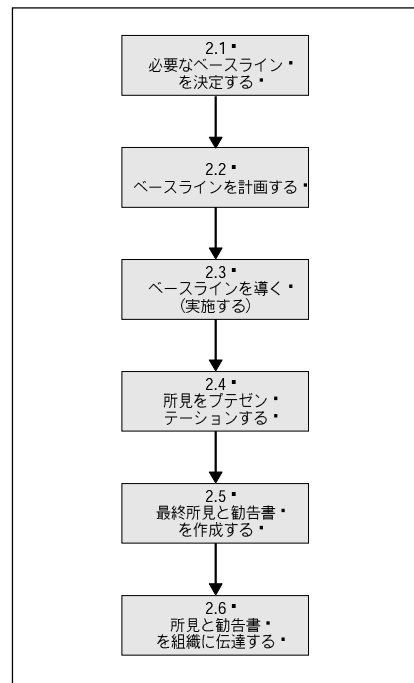 2.1
必要なベースライン
を決定する
2.2
ベースラインを計画する
2.3
ベースラインを導く
(実施する)
2.4
所見をプテゼン
テーションする
2.5
最終所見と勧告書
を作成する
2.6
所見と勧告書
を組織に伝達する